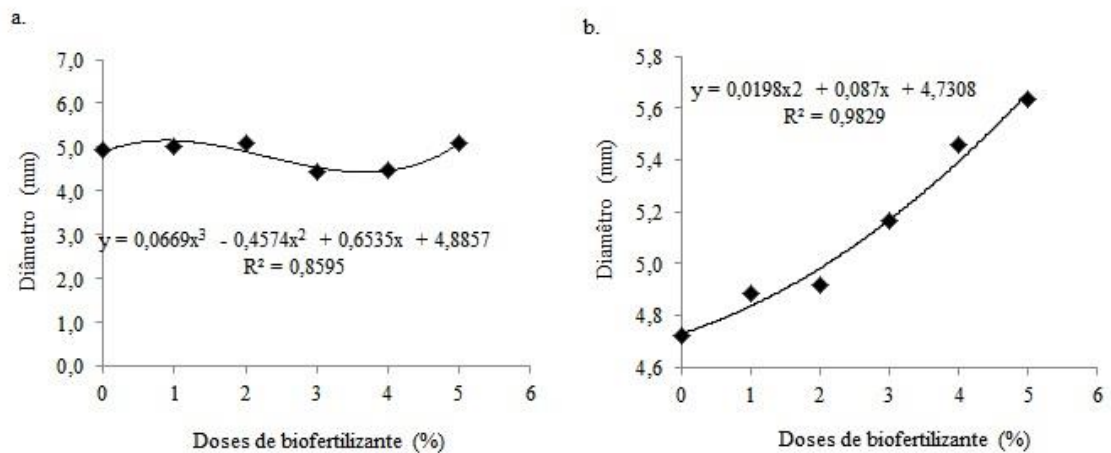 a.
7,0
6,0
5,0
4,0
3,0
2,0
1,0
0,0
Diâmetro (mm)
y = 0,0669x³ - 0,4574x² + 0,6535x + 4,8857
R² = 0,8595
0 1 2 3 4 5 6
Doses de biofertilizante (%)
b.
5,8
5,6
5,4
5,2
5,0
4,8
4,6
Diamêtro (mm)
y = 0,0198x2 + 0,087x + 4,7308
R² = 0,9829
0 1 2 3 4 5 6
Doses de biofertilizante (%)